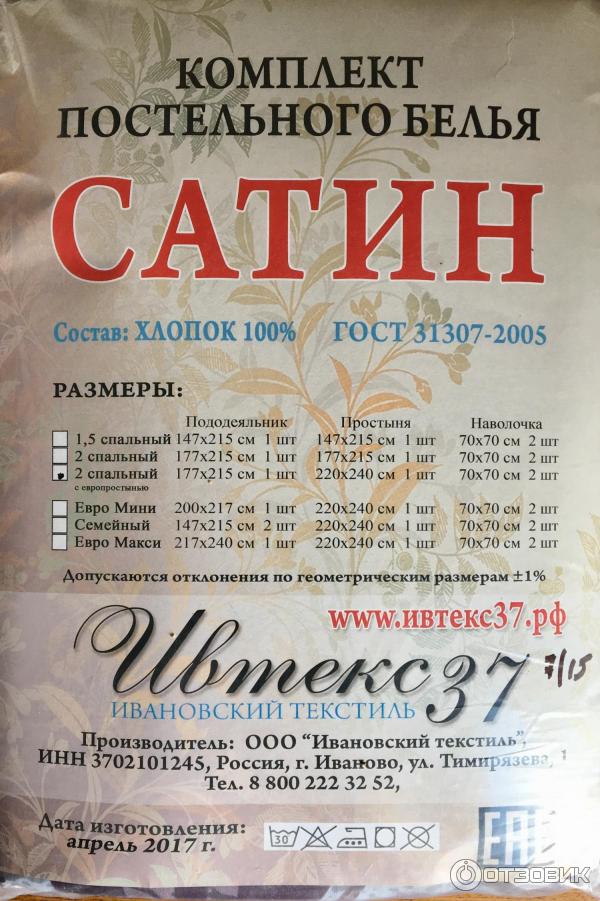 КОМПЛЕКТ
ПОСТЕЛЬНОГО БЕЛЬЯ
САТИН
Состав: ХЛОПОК 100% ГОСТ 31307-2005
РАЗМЕРЫ:
Пододеяльник Простыня Наволочка
1,5 спальный 147х215 см 1 шт 147х215 см 1 шт 70х70 см 2 шт
2 спальный 177х215 см 1 шт 177х215 см 1 шт 70х70 см 2 шт
2 спальный 177х215 см 1 шт 220х240 см 1 шт 70х70 см 2 шт
с европростынью
Евро Мини 200х217 см 1 шт 220х240 см 1 шт 70х70 см 2 шт
Семейный 147х215 см 2 шт 220х240 см 1 шт 70х70 см 2 шт
Евро Макси 217х240 см 1 шт 220х240 см 1 шт 70х70 см 2 шт
Допускаются отклонения по геометрическим размерам ±1%
www.ивтекс37.рф
Ивтекс 37 7/15
ИВАНОВСКИЙ ТЕКСТИЛЬ
Производитель: ООО "Ивановский текстиль",
ИНН 3702101245, Россия, г. Иваново, ул. Тимирязева, 1
Тел. 8 800 222 32 52,
Дата изготовления:
апрель 2017 г.
30
EAC
ОТЗОВИК